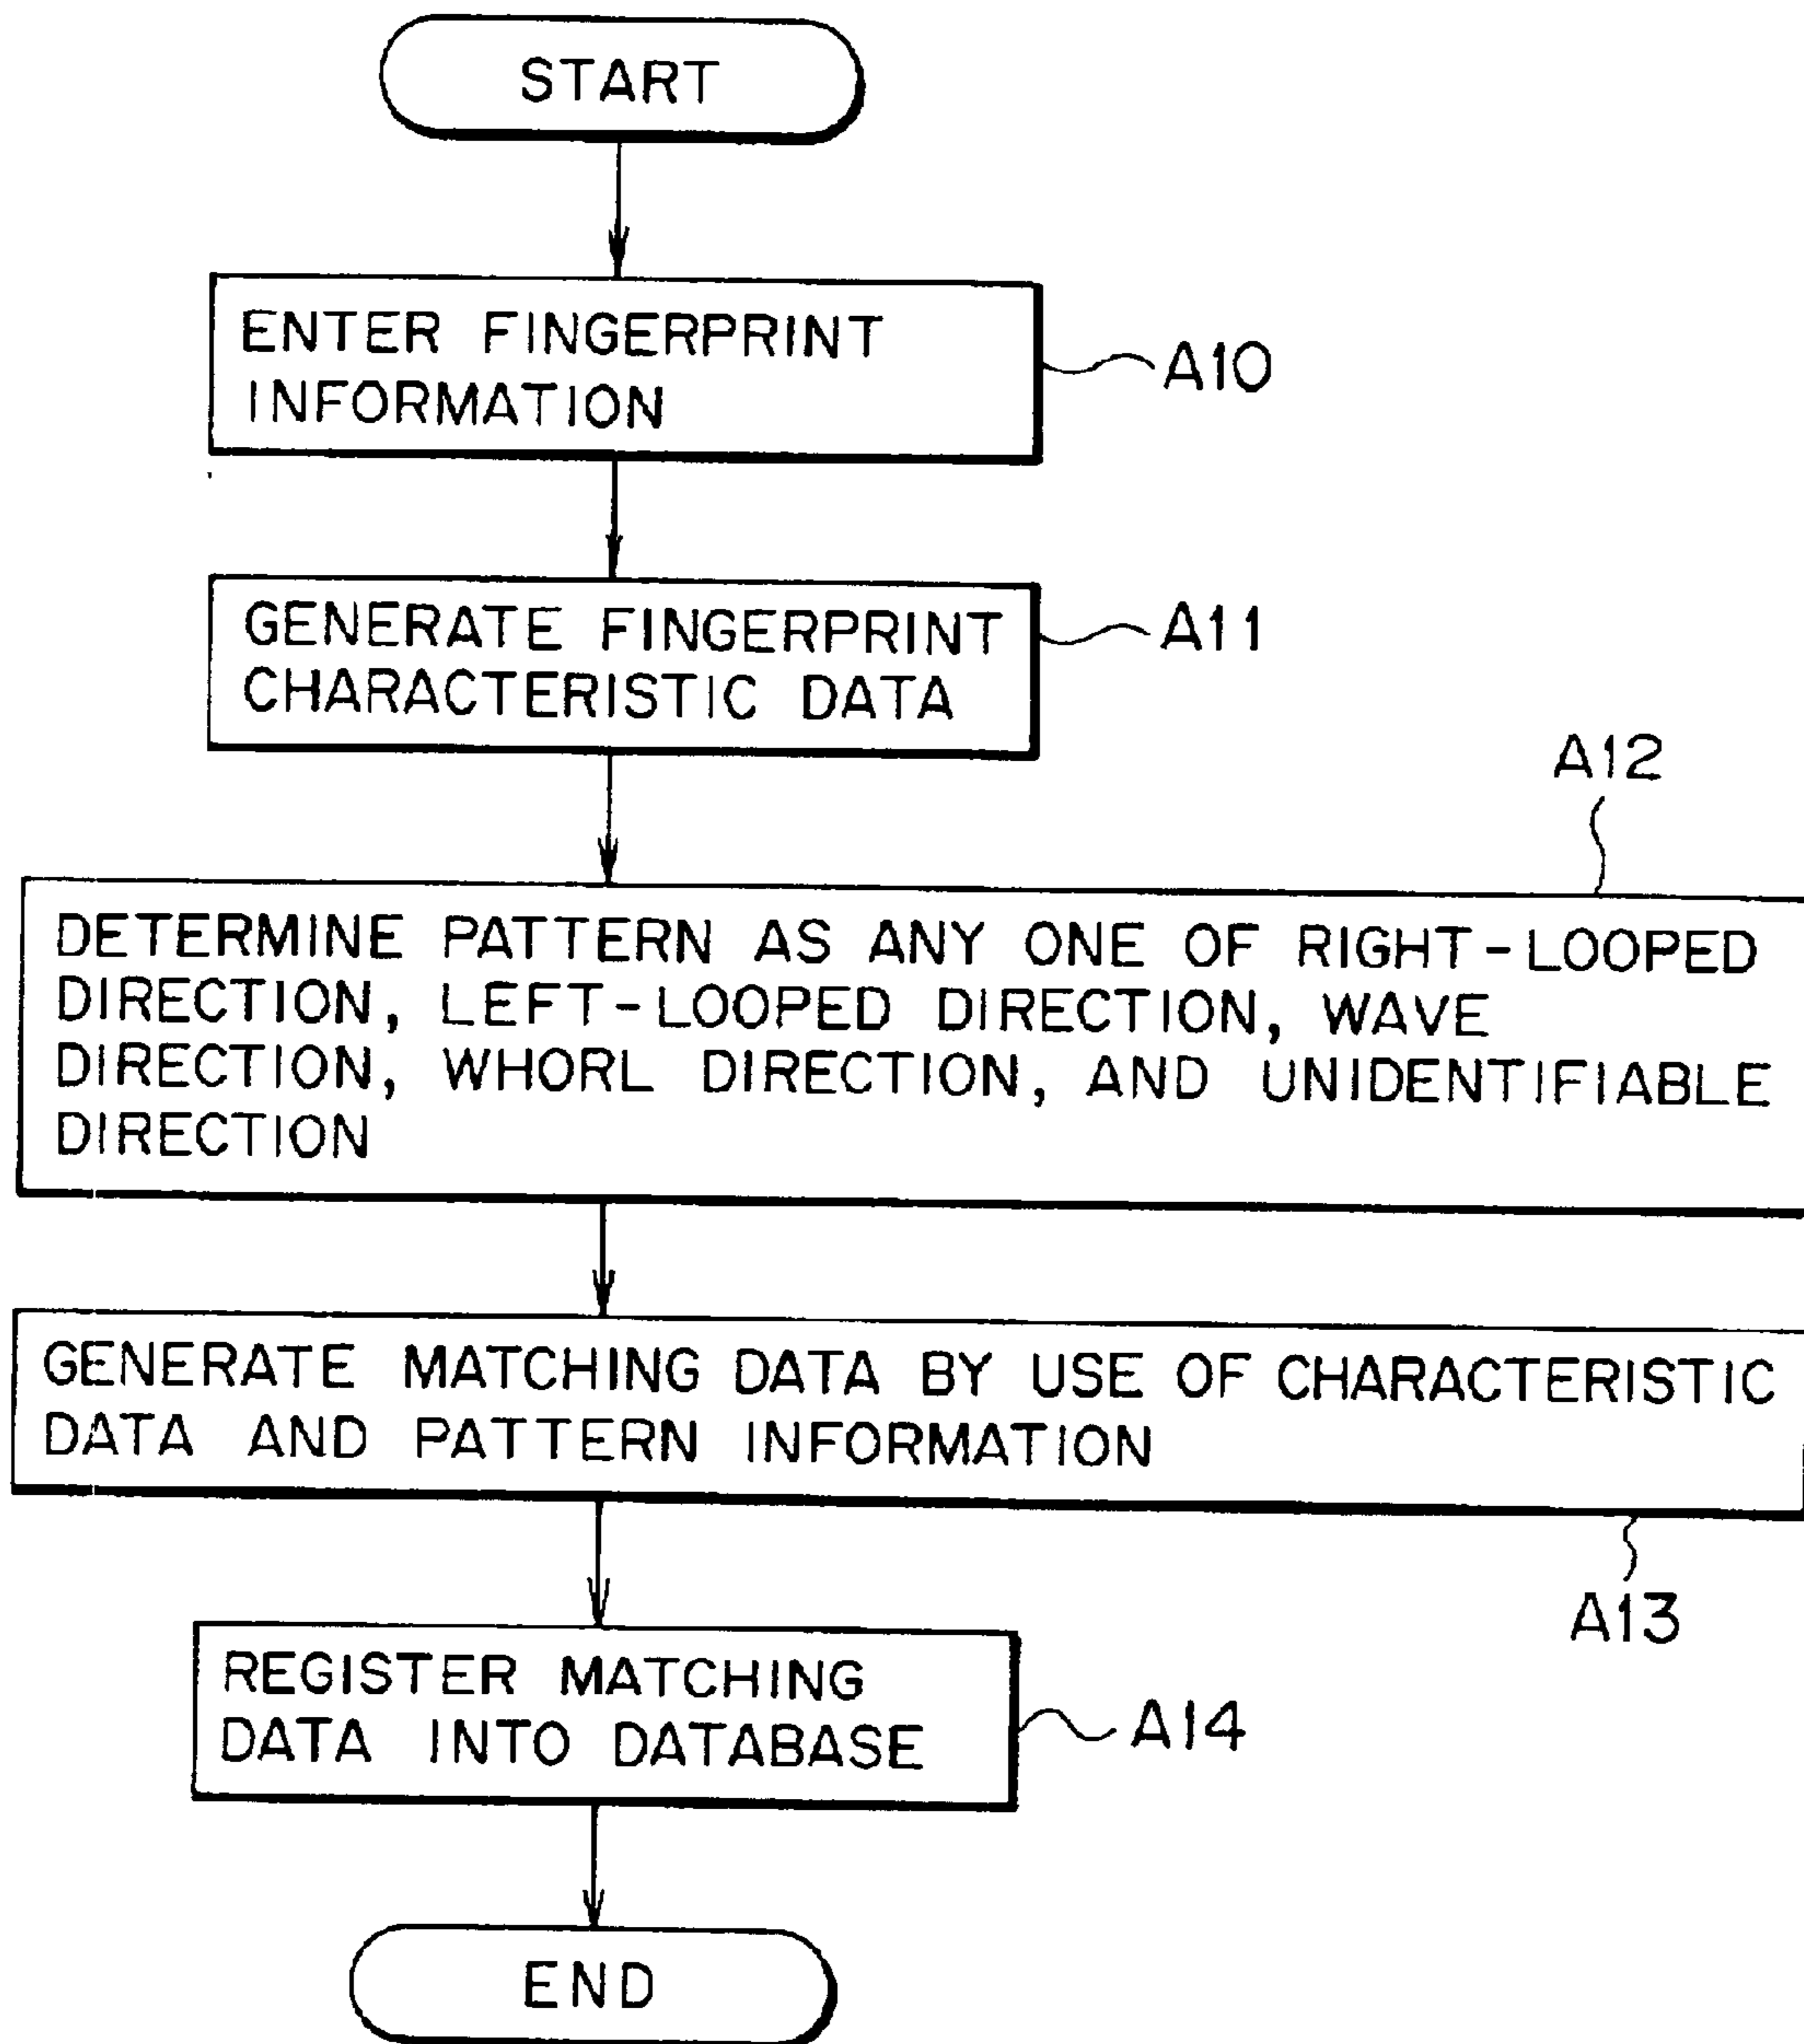 START
ENTER FINGERPRINT
INFORMATION
A10
GENERATE FINGERPRINT
CHARACTERISTIC DATA
A11
A12
DETERMINE PATTERN AS ANY ONE OF RIGHT-LOOPED
DIRECTION, LEFT-LOOPED DIRECTION, WAVE
DIRECTION, WHORL DIRECTION, AND UNIDENTIFIABLE
DIRECTION
GENERATE MATCHING DATA BY USE OF CHARACTERISTIC
DATA AND PATTERN INFORMATION
A13
REGISTER MATCHING
DATA INTO DATABASE
A14
END